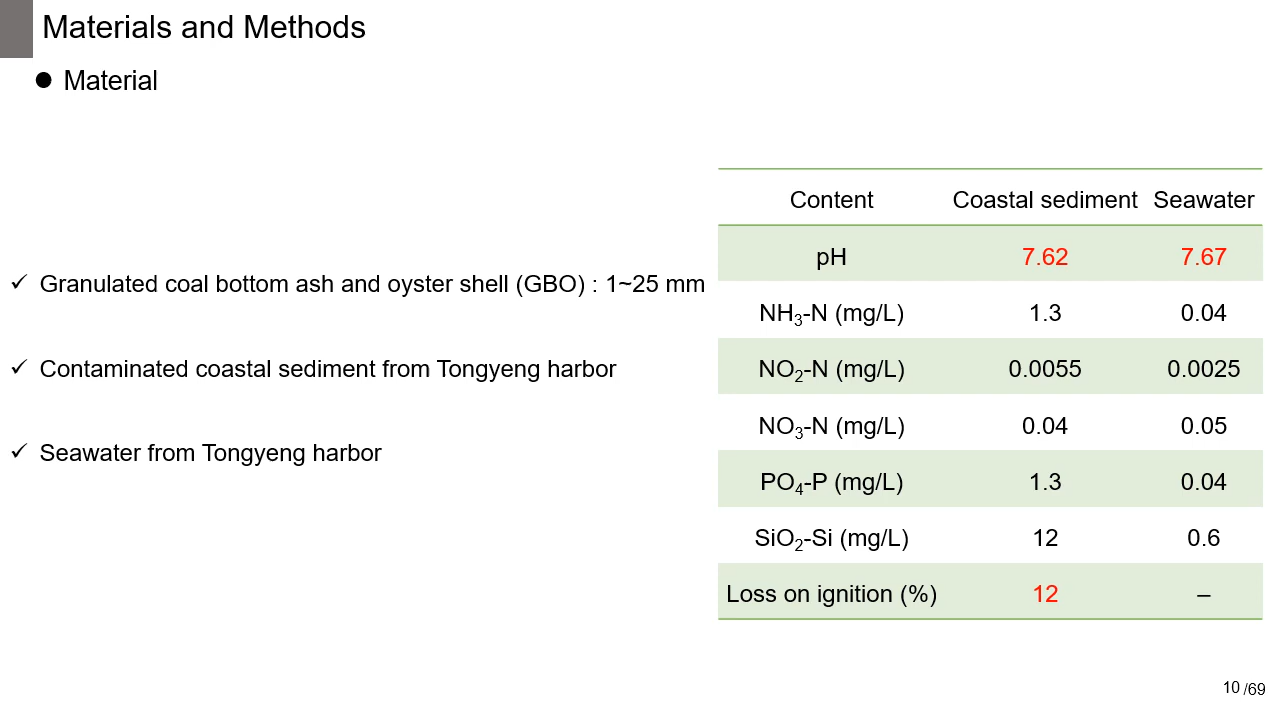 Materials and Methods
● Material
✓ Granulated coal bottom ash and oyster shell (GBO) : 1~25 mm
✓ Contaminated coastal sediment from Tongyeng harbor
✓ Seawater from Tongyeng harbor
Content Coastal sediment Seawater
pH 7.62 7.67
NH₃-N (mg/L) 1.3 0.04
NO₂-N (mg/L) 0.0055 0.0025
NO₃-N (mg/L) 0.04 0.05
PO₄-P (mg/L) 1.3 0.04
SiO₂-Si (mg/L) 12 0.6
Loss on ignition (%) 12 –
10 /69